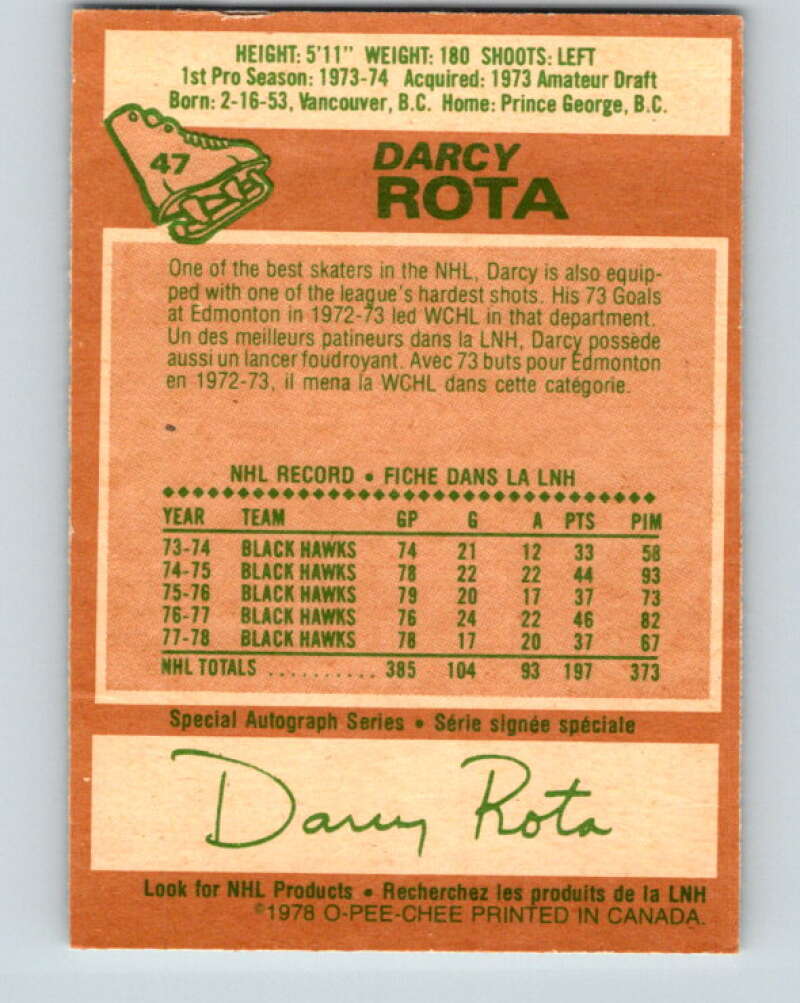 HEIGHT: 5'11" WEIGHT: 180 SHOOTS: LEFT
1st Pro Season: 1973-74 Acquired: 1973 Amateur Draft
Born: 2-16-53, Vancouver, B.C. Home: Prince George, B.C.
47
DARCY
ROTA
One of the best skaters in the NHL, Darcy is also equip-
ped with one of the league's hardest shots. His 73 Goals
at Edmonton in 1972-73 led WCHL in that department.
Un des meilleurs patineurs dans la LNH, Darcy possède
aussi un lancer foudroyant. Avec 73 buts pour Edmonton
en 1972-73, il mena la WCHL dans cette catégorie.
NHL RECORD • FICHE DANS LA LNH
YEAR TEAM GP G A PTS PIM
73-74 BLACK HAWKS 74 21 12 33 58
74-75 BLACK HAWKS 78 22 22 44 93
75-76 BLACK HAWKS 79 20 17 37 73
76-77 BLACK HAWKS 76 24 22 46 82
77-78 BLACK HAWKS 78 17 20 37 67
NHL TOTALS .......... 385 104 93 197 373
Special Autograph Series • Série signée spéciale
Darcy Rota
Look for NHL Products • Recherchez les produits de la LNH
©1978 O-PEE-CHEE PRINTED IN CANADA.